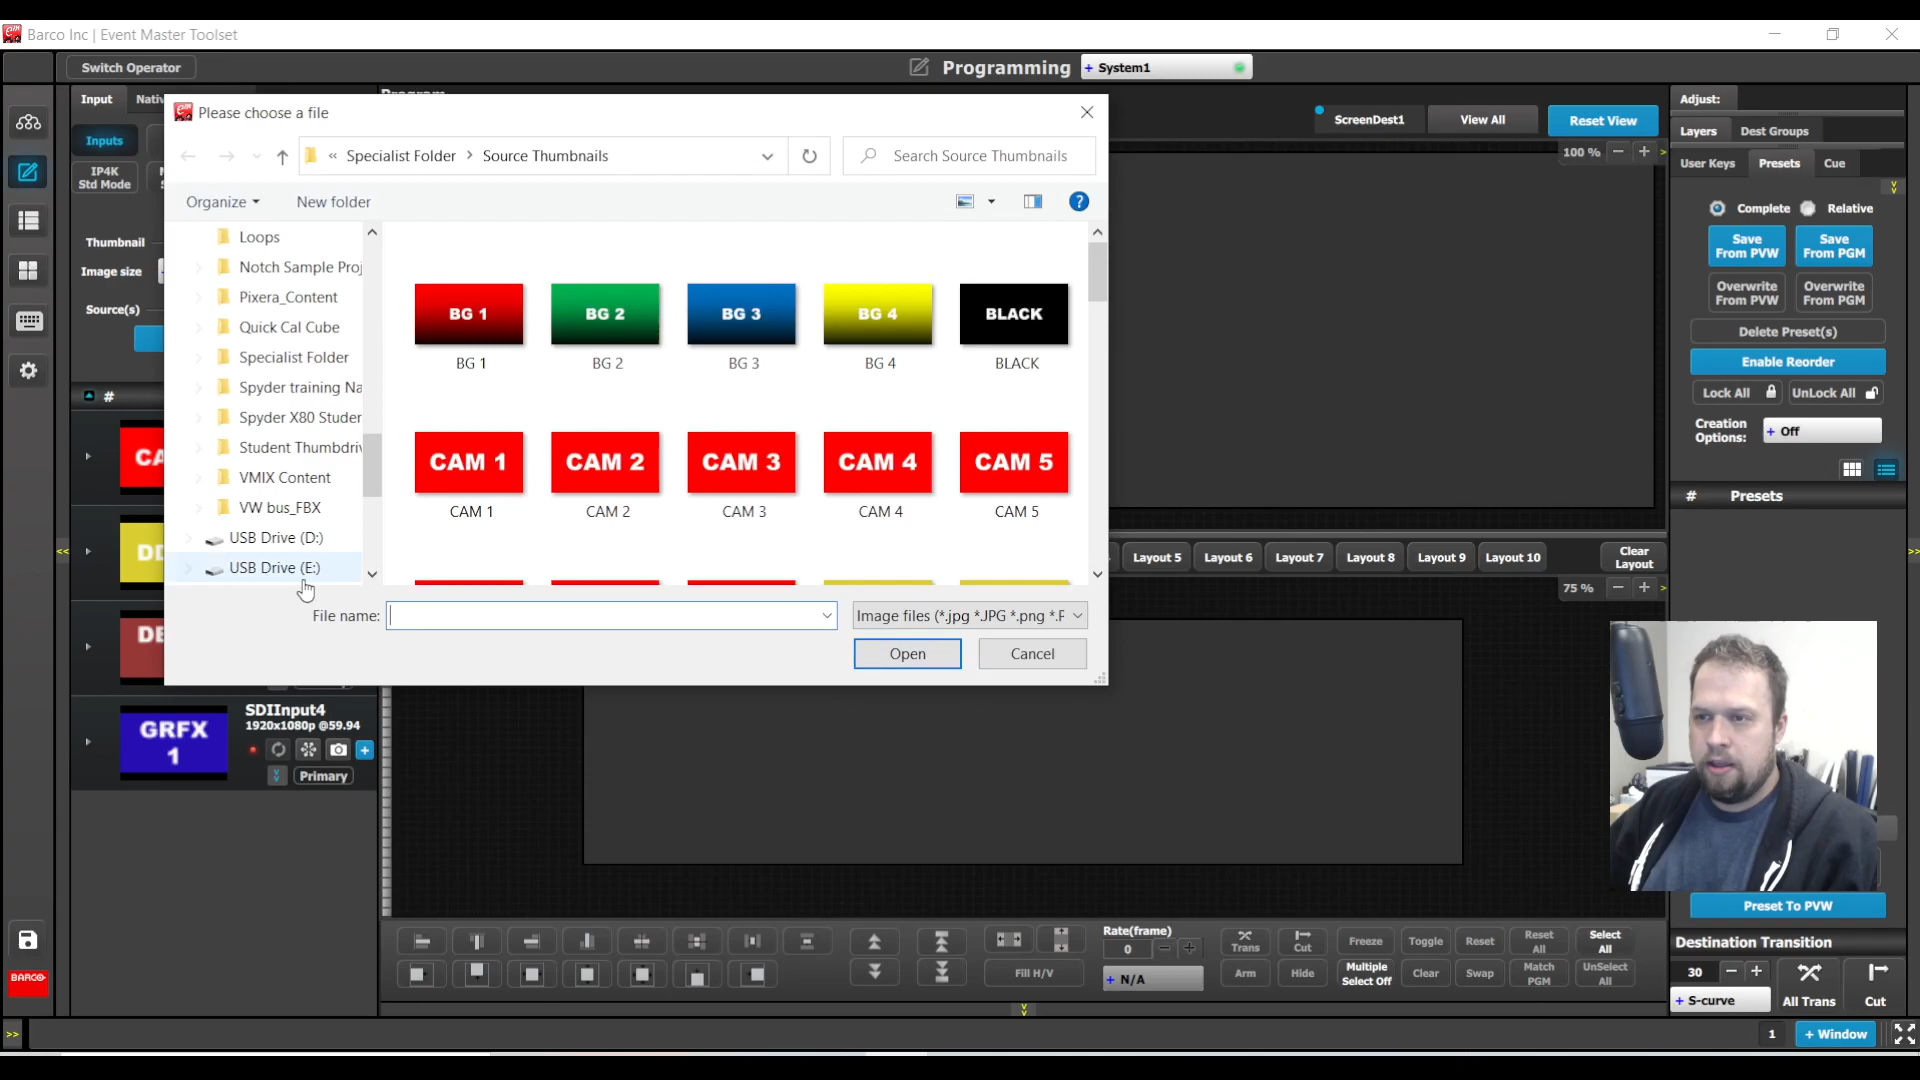 Barco Inc | Event Master Toolset
Switch Operator
Programming
+ System1
Input
Inputs
IP4K
Std Mode
Thumbnail
Image size
Source(s)
#
SDIInput4
1920x1080p @59.94
GRFX
1
Primary
Please choose a file
« Specialist Folder > Source Thumbnails
Search Source Thumbnails
Organize
New folder
Loops
Notch Sample Proj
Pixera_Content
Quick Cal Cube
Specialist Folder
Spyder training Na
Spyder X80 Studer
Student Thumbdriv
VMIX Content
VW bus_FBX
USB Drive (D:)
USB Drive (E:)
BG 1
BG 2
BG 3
BG 4
BLACK
BG 1
BG 2
BG 3
BG 4
BLACK
CAM 1
CAM 2
CAM 3
CAM 4
CAM 5
CAM 1
CAM 2
CAM 3
CAM 4
CAM 5
File name:
Image files (*.jpg *.JPG *.png *.F
Open
Cancel
ScreenDest1
View All
Reset View
100 %
Layout 5
Layout 6
Layout 7
Layout 8
Layout 9
Layout 10
Clear
Layout
75 %
Adjust:
Layers
Dest Groups
User Keys
Presets
Cue
Complete
Relative
Save
From PVW
Save
From PGM
Overwrite
From PVW
Overwrite
From PGM
Delete Preset(s)
Enable Reorder
Lock All
UnLock All
Creation
Options:
+ Off
# Presets
Preset To PVW
Destination Transition
30
+ S-curve
All Trans
Cut
Fill H/V
Rate(frame)
0
+ N/A
Trans
Cut
Freeze
Toggle
Reset
Reset
All
Select
All
Arm
Hide
Multiple
Select Off
Clear
Swap
Match
PGM
UnSelect
All
BARCO
1
+ Window